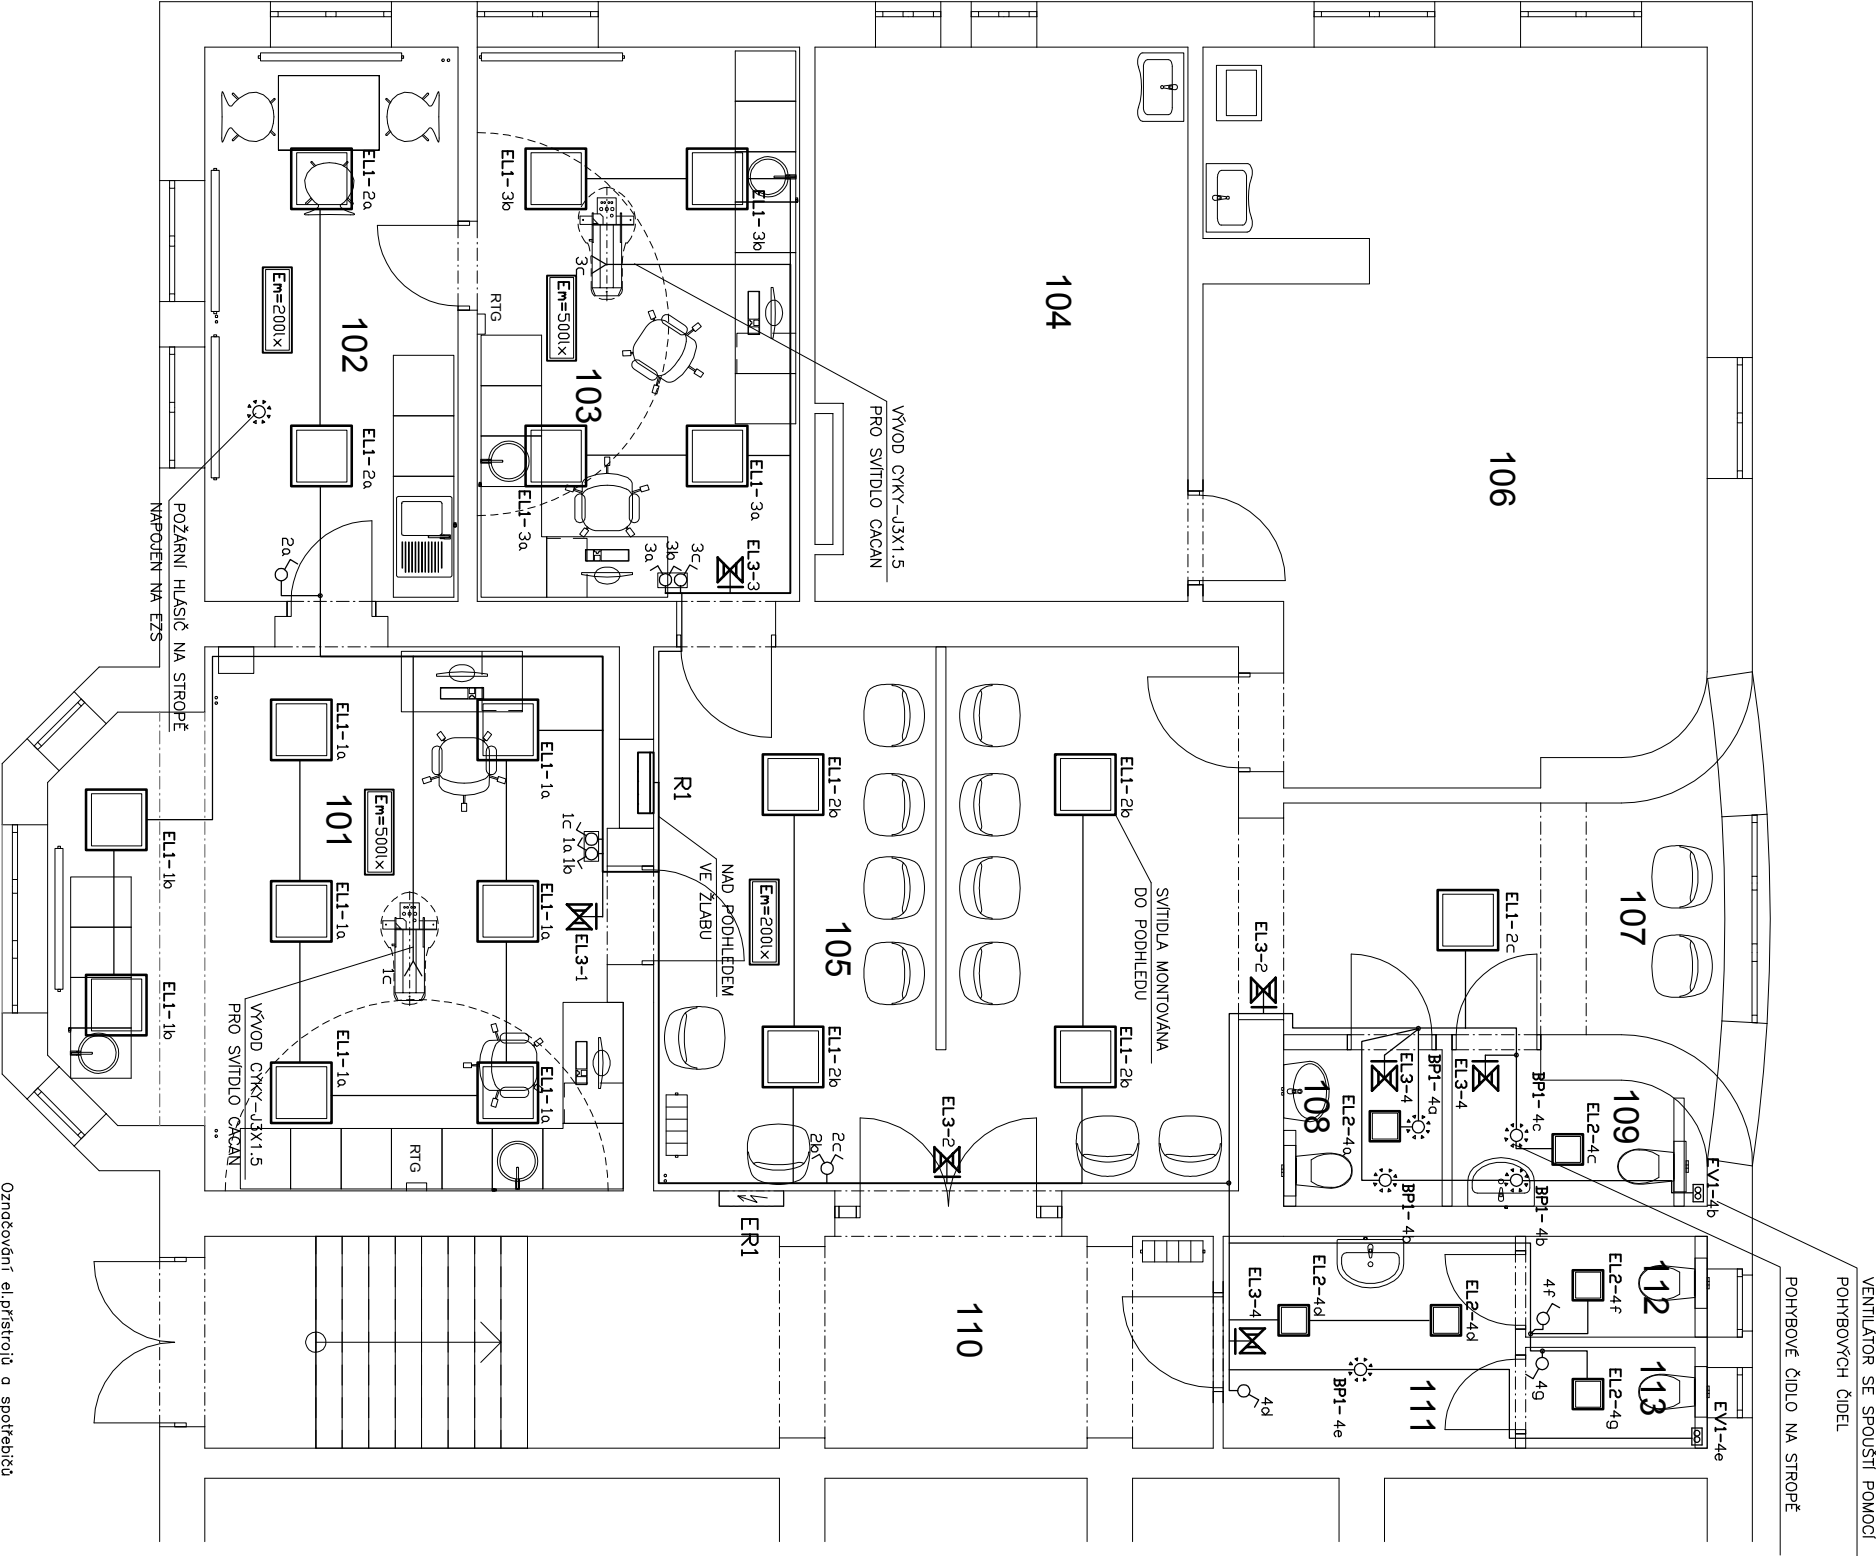 EL1-2a
Em=200lx
102
EL1-2a
2a
POŽÁRNÍ HLÁSIČ NA STROPĚ
NAPOJEN NA EZS
EL1-3b
EL1-3b
3c
RTG
Em=500lx
103
EL1-3a
EL1-3a
3a
3b
3c
EL3-3
VÝVOD CYKY-J3X1.5
PRO SVÍTIDLO CACAN
104
106
EL1-1a
EL1-1a
101
Em=500lx
1c
1a
1b
R1
EL1-1b
EL1-1a
EL1-1a
EL3-1
1c
EL1-1b
EL1-1a
EL1-1a
VÝVOD CYKY-J3X1.5
PRO SVÍTIDLO CACAN
RTG
NAD PODHLEDEM
VE ŽLABU
EL1-2b
EL1-2b
Em=200lx
105
SVÍTIDLA MONTOVÁNA
DO PODHLEDU
EL1-2b
EL1-2b
2b
2c
EL3-2
ER1
EL3-2
EL1-2c
107
EL3-4
BP1-4a
EL3-4
108
EL2-4a
BP1-4c
EL2-4c
109
BP1-4b
BP1-4b
EV1-4b
VENTILÁTOR SE SPOUŠTÍ POMOCÍ
POHYBOVÝCH ČIDEL
POHYBOVÉ ČIDLO NA STROPĚ
110
EL3-4
EL2-4d
EL2-4d
4d
BP1-4e
111
4f
EL2-4f
112
4g
EL2-4g
113
EV1-4e
Označování el.přístrojů a spotřebičů